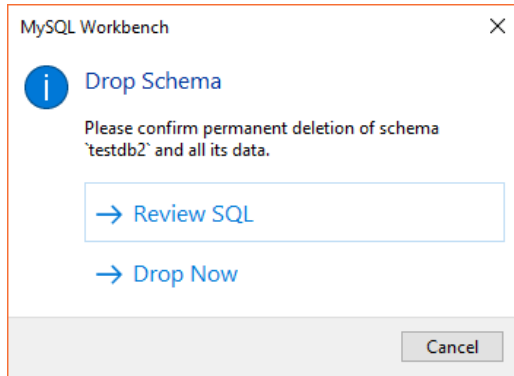 MySQL Workbench
Drop Schema
Please confirm permanent deletion of schema
`testdb2` and all its data.
→ Review SQL
→ Drop Now
Cancel